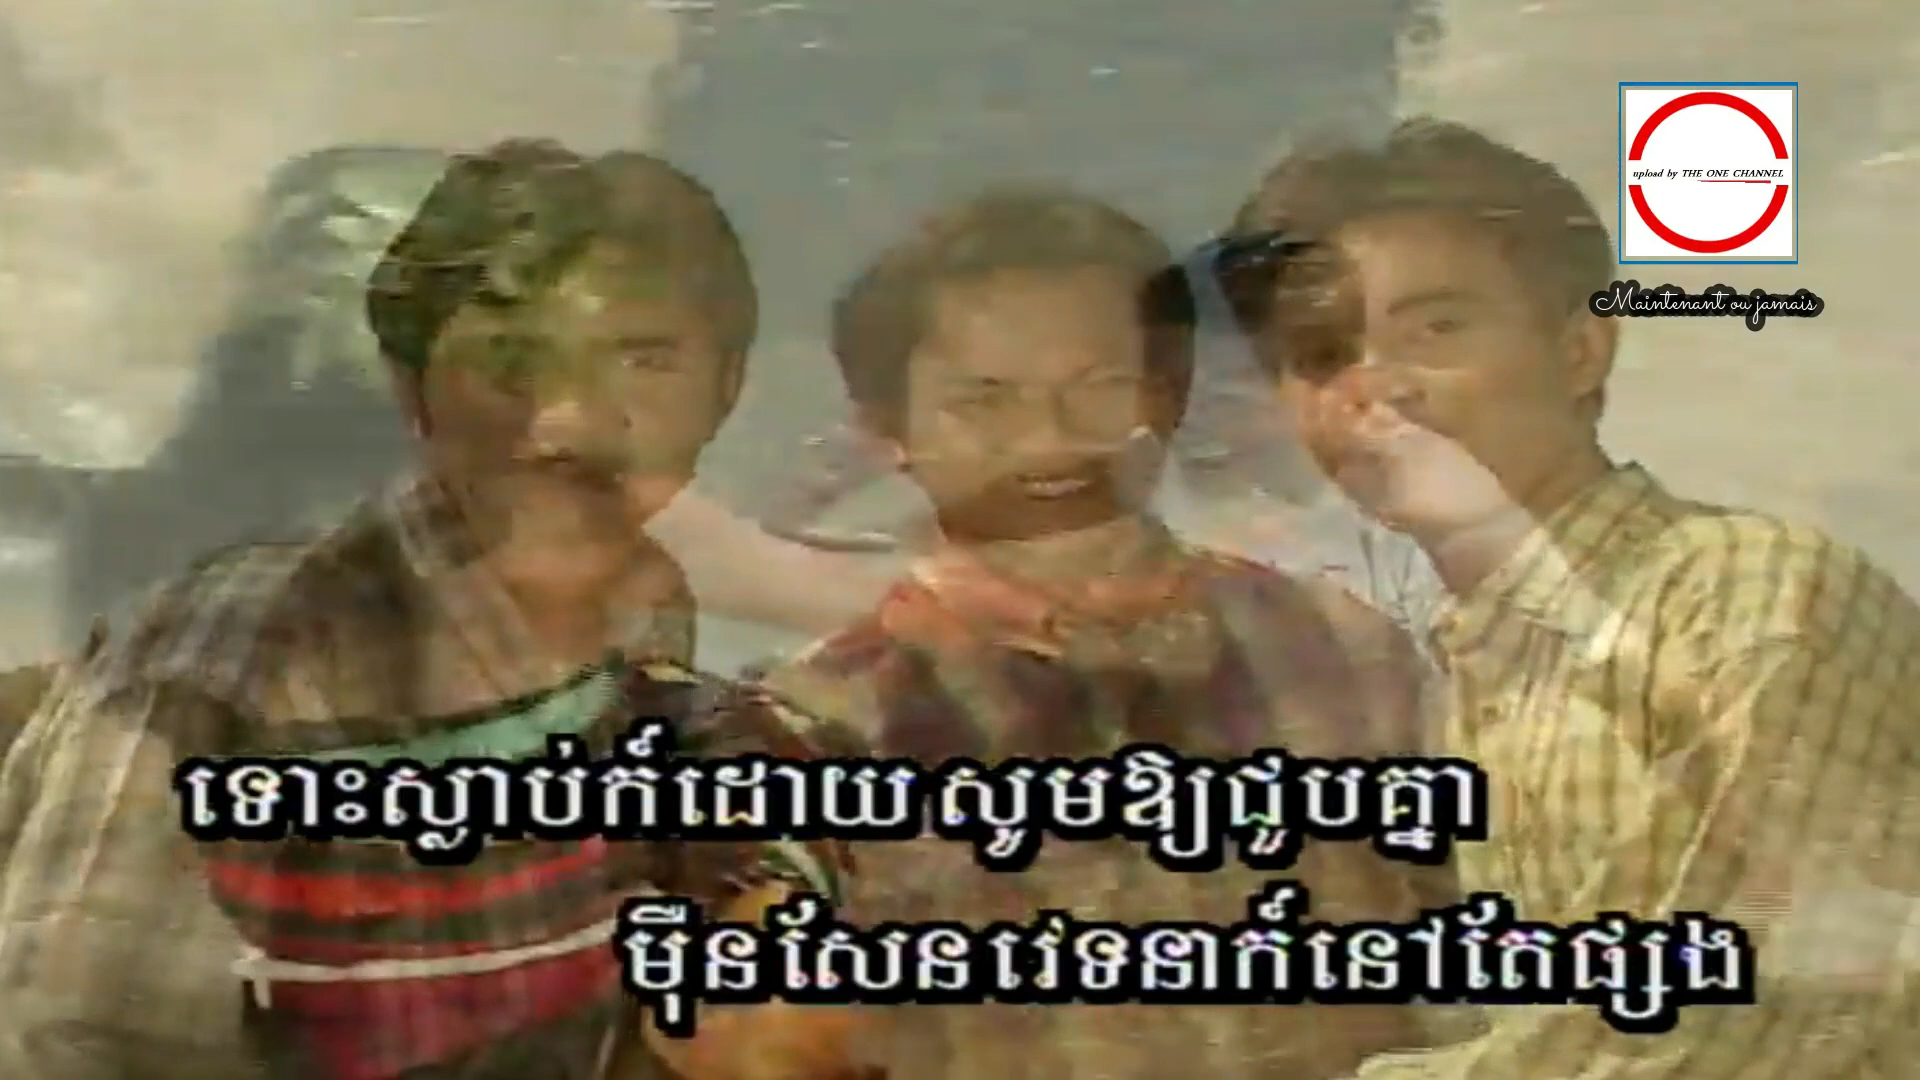 upload by THE ONE CHANNEL
Maintenant ou jamais
ទោះស្លាប់ក៍ដោយ សូមឱ្យជួបគ្នា
ម៉ឺនសែនវេទនាក៍នៅតែផ្សង